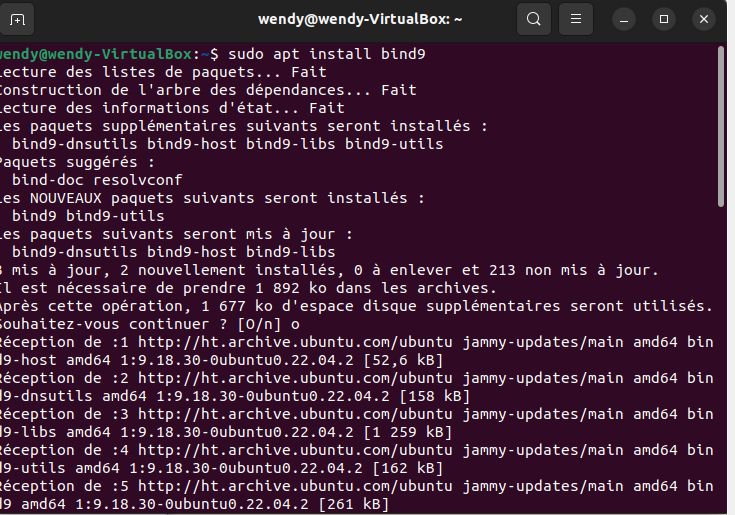 wendy@wendy-VirtualBox: ~
wendy@wendy-VirtualBox:~$ sudo apt install bind9
Lecture des listes de paquets... Fait
Construction de l'arbre des dépendances... Fait
Lecture des informations d'état... Fait
Les paquets supplémentaires suivants seront installés :
  bind9-dnsutils bind9-host bind9-libs bind9-utils
Paquets suggérés :
  bind-doc resolvconf
Les NOUVEAUX paquets suivants seront installés :
  bind9 bind9-utils
Les paquets suivants seront mis à jour :
  bind9-dnsutils bind9-host bind9-libs
3 mis à jour, 2 nouvellement installés, 0 à enlever et 213 non mis à jour.
Il est nécessaire de prendre 1 892 ko dans les archives.
Après cette opération, 1 677 ko d'espace disque supplémentaires seront utilisés.
Souhaitez-vous continuer ? [O/n] o
Réception de :1 http://ht.archive.ubuntu.com/ubuntu jammy-updates/main amd64 bin
d9-host amd64 1:9.18.30-0ubuntu0.22.04.2 [52,6 kB]
Réception de :2 http://ht.archive.ubuntu.com/ubuntu jammy-updates/main amd64 bin
d9-dnsutils amd64 1:9.18.30-0ubuntu0.22.04.2 [158 kB]
Réception de :3 http://ht.archive.ubuntu.com/ubuntu jammy-updates/main amd64 bin
d9-libs amd64 1:9.18.30-0ubuntu0.22.04.2 [1 259 kB]
Réception de :4 http://ht.archive.ubuntu.com/ubuntu jammy-updates/main amd64 bin
d9-utils amd64 1:9.18.30-0ubuntu0.22.04.2 [162 kB]
Réception de :5 http://ht.archive.ubuntu.com/ubuntu jammy-updates/main amd64 bin
d9 amd64 1:9.18.30-0ubuntu0.22.04.2 [261 kB]